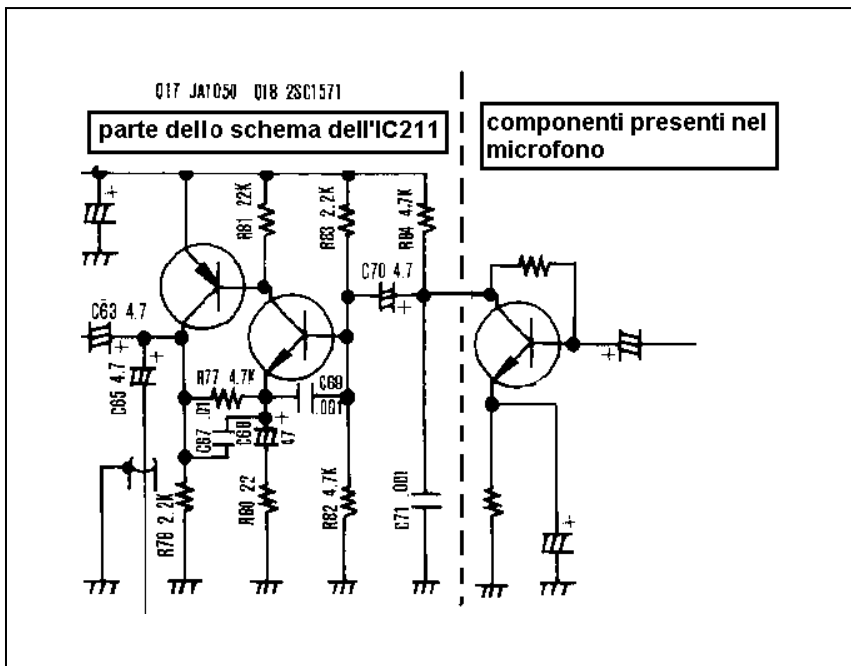 Q17 JA1050 Q18 2SC1571
parte dello schema dell'IC211
componenti presenti nel
microfono
R81 22K
R83 2.2K
R84 4.7K
C70 4.7
+
+
C63 4.7
+
+
C65 4.7
R77 4.7K
C69
.001
.01
C67
C68
47
+
R78 2.2K
R80 22
R82 4.7K
C71 .001
+
+